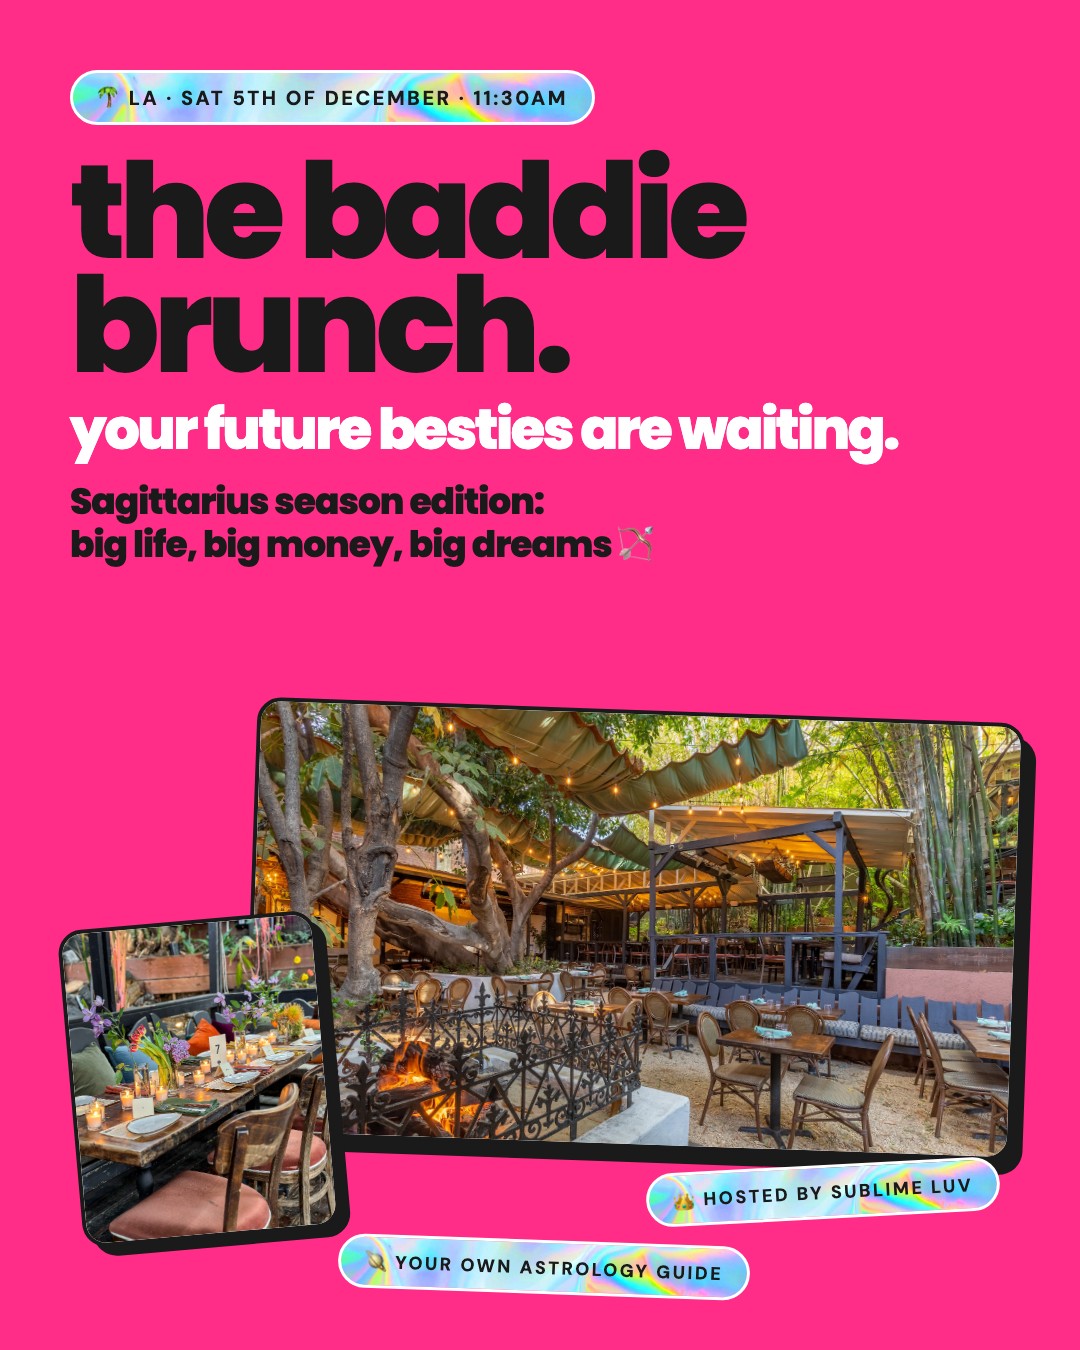 🌴 LA · SAT 5TH OF DECEMBER · 11:30AM
the baddie
brunch.
your future besties are waiting.
Sagittarius season edition:
big life, big money, big dreams 🏹
7
👑 HOSTED BY SUBLIME LUV
🪐 YOUR OWN ASTROLOGY GUIDE